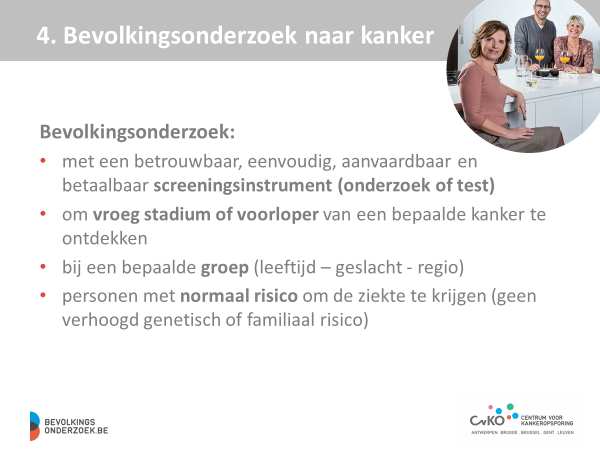 4. Bevolkingsonderzoek naar kanker
Bevolkingsonderzoek:
• met een betrouwbaar, eenvoudig, aanvaardbaar en
betaalbaar screeningsinstrument (onderzoek of test)
• om vroeg stadium of voorloper van een bepaalde kanker te
ontdekken
• bij een bepaalde groep (leeftijd – geslacht - regio)
• personen met normaal risico om de ziekte te krijgen (geen
verhoogd genetisch of familiaal risico)
BEVOLKINGS
ONDERZOEK.BE
CvKO
CENTRUM VOOR
KANKEROPSPORING
ANTWERPEN BRUGGE BRUSSEL GENT LEUVEN